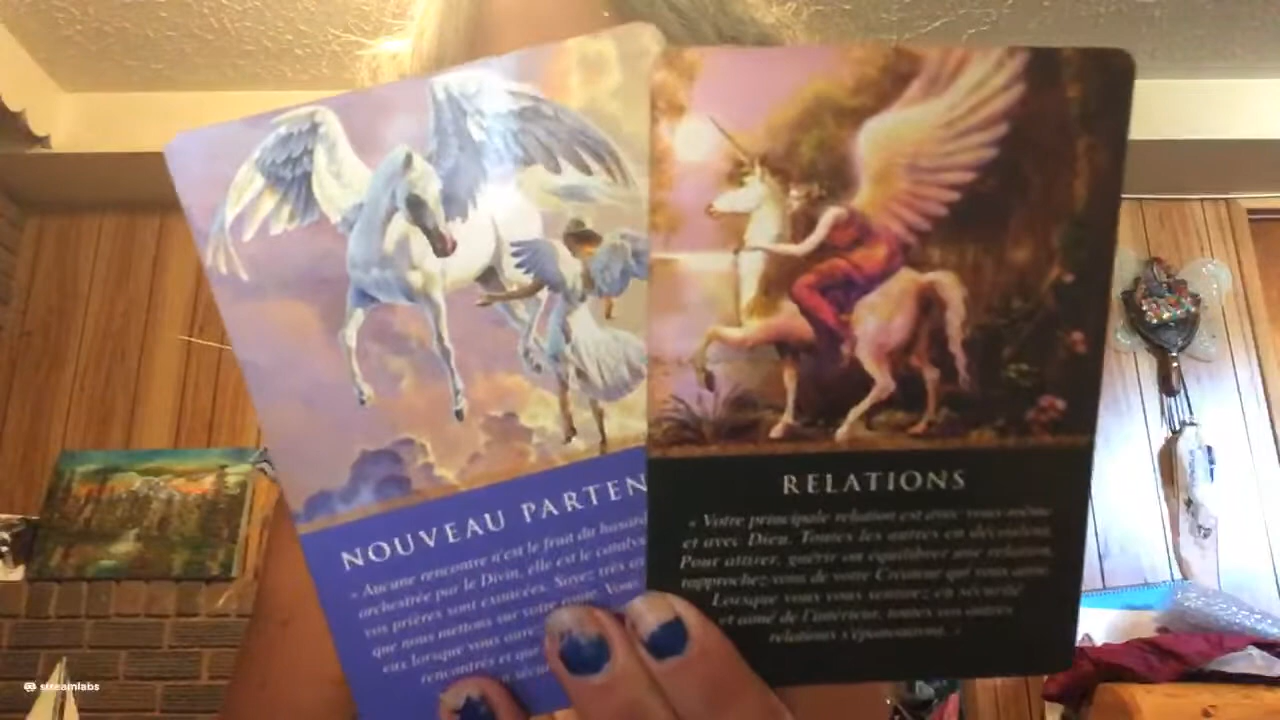 NOUVEAU PARTEN
« Aucune rencontre n'est le fruit du hasard
orchestrée par le Divin, elle est le catalys
vos prières sont exaucées. Soyez très
que nous mettons sur votre route. Vous
eux lorsque vous
rencontrés et que
RELATIONS
« Votre principale relation est avec vous-même
et avec Dieu. Toutes les autres en découlent.
Pour attirer, guérir ou équilibrer une relation,
rapprochez-vous de votre Créateur qui vous aime.
Lorsque vous vous sentirez en sécurité
et aimé de l'intérieur, toutes vos autres
relations s'épanouiront. »
streamlabs